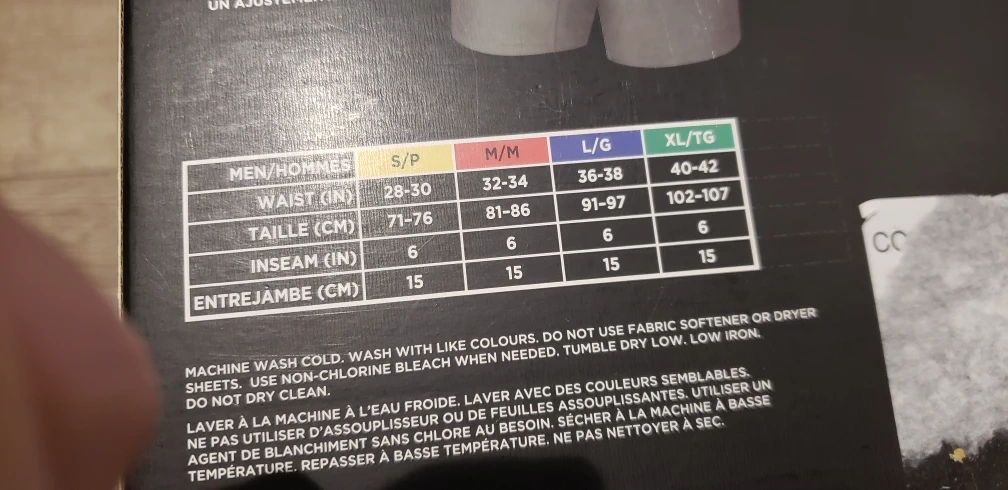 UN AJUSTEMEN
MEN/HOMMES S/P M/M L/G XL/TG
WAIST (IN) 28-30 32-34 36-38 40-42
TAILLE (CM) 71-76 81-86 91-97 102-107
INSEAM (IN) 6 6 6 6
ENTREJAMBE (CM) 15 15 15 15
CO
MACHINE WASH COLD. WASH WITH LIKE COLOURS. DO NOT USE FABRIC SOFTENER OR DRYER
SHEETS. USE NON-CHLORINE BLEACH WHEN NEEDED. TUMBLE DRY LOW. LOW IRON.
DO NOT DRY CLEAN.
LAVER À LA MACHINE À L'EAU FROIDE. LAVER AVEC DES COULEURS SEMBLABLES.
NE PAS UTILISER D'ASSOUPLISSEUR OU DE FEUILLES ASSOUPLISSANTES. UTILISER UN
AGENT DE BLANCHIMENT SANS CHLORE AU BESOIN. SÉCHER À LA MACHINE À BASSE
TEMPÉRATURE. REPASSER À BASSE TEMPÉRATURE. NE PAS NETTOYER À SEC.